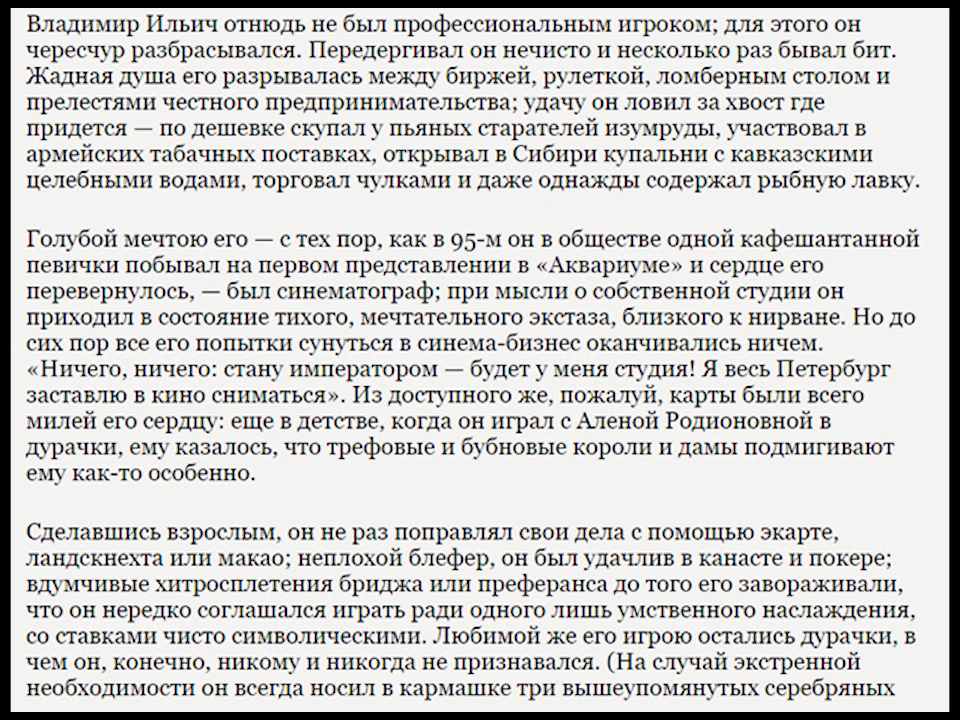 Владимир Ильич отнюдь не был профессиональным игроком; для этого он
чересчур разбрасывался. Передергивал он нечисто и несколько раз бывал бит.
Жадная душа его разрывалась между биржей, рулеткой, ломберным столом и
прелестями честного предпринимательства; удачу он ловил за хвост где
придется — по дешевке скупал у пьяных старателей изумруды, участвовал в
армейских табачных поставках, открывал в Сибири купальни с кавказскими
целебными водами, торговал чулками и даже однажды содержал рыбную лавку.
Голубой мечтою его — с тех пор, как в 95-м он в обществе одной кафешантанной
певички побывал на первом представлении в «Аквариуме» и сердце его
перевернулось, — был синематограф; при мысли о собственной студии он
приходил в состояние тихого, мечтательного экстаза, близкого к нирване. Но до
сих пор все его попытки сунуться в синема-бизнес оканчивались ничем.
«Ничего, ничего: стану императором — будет у меня студия! Я весь Петербург
заставлю в кино сниматься». Из доступного же, пожалуй, карты были всего
милей его сердцу: еще в детстве, когда он играл с Аленой Родионовной в
дурачки, ему казалось, что трефовые и бубновые короли и дамы подмигивают
ему как-то особенно.
Сделавшись взрослым, он не раз поправлял свои дела с помощью экарте,
ландскнехта или макао; неплохой блефер, он был удачлив в канасте и покере;
вдумчивые хитросплетения бриджа или преферанса до того его завораживали,
что он нередко соглашался играть ради одного лишь умственного наслаждения,
со ставками чисто символическими. Любимой же его игрою остались дурачки, в
чем он, конечно, никому и никогда не признавался. (На случай экстренной
необходимости он всегда носил в кармашке три вышеупомянутых серебряных